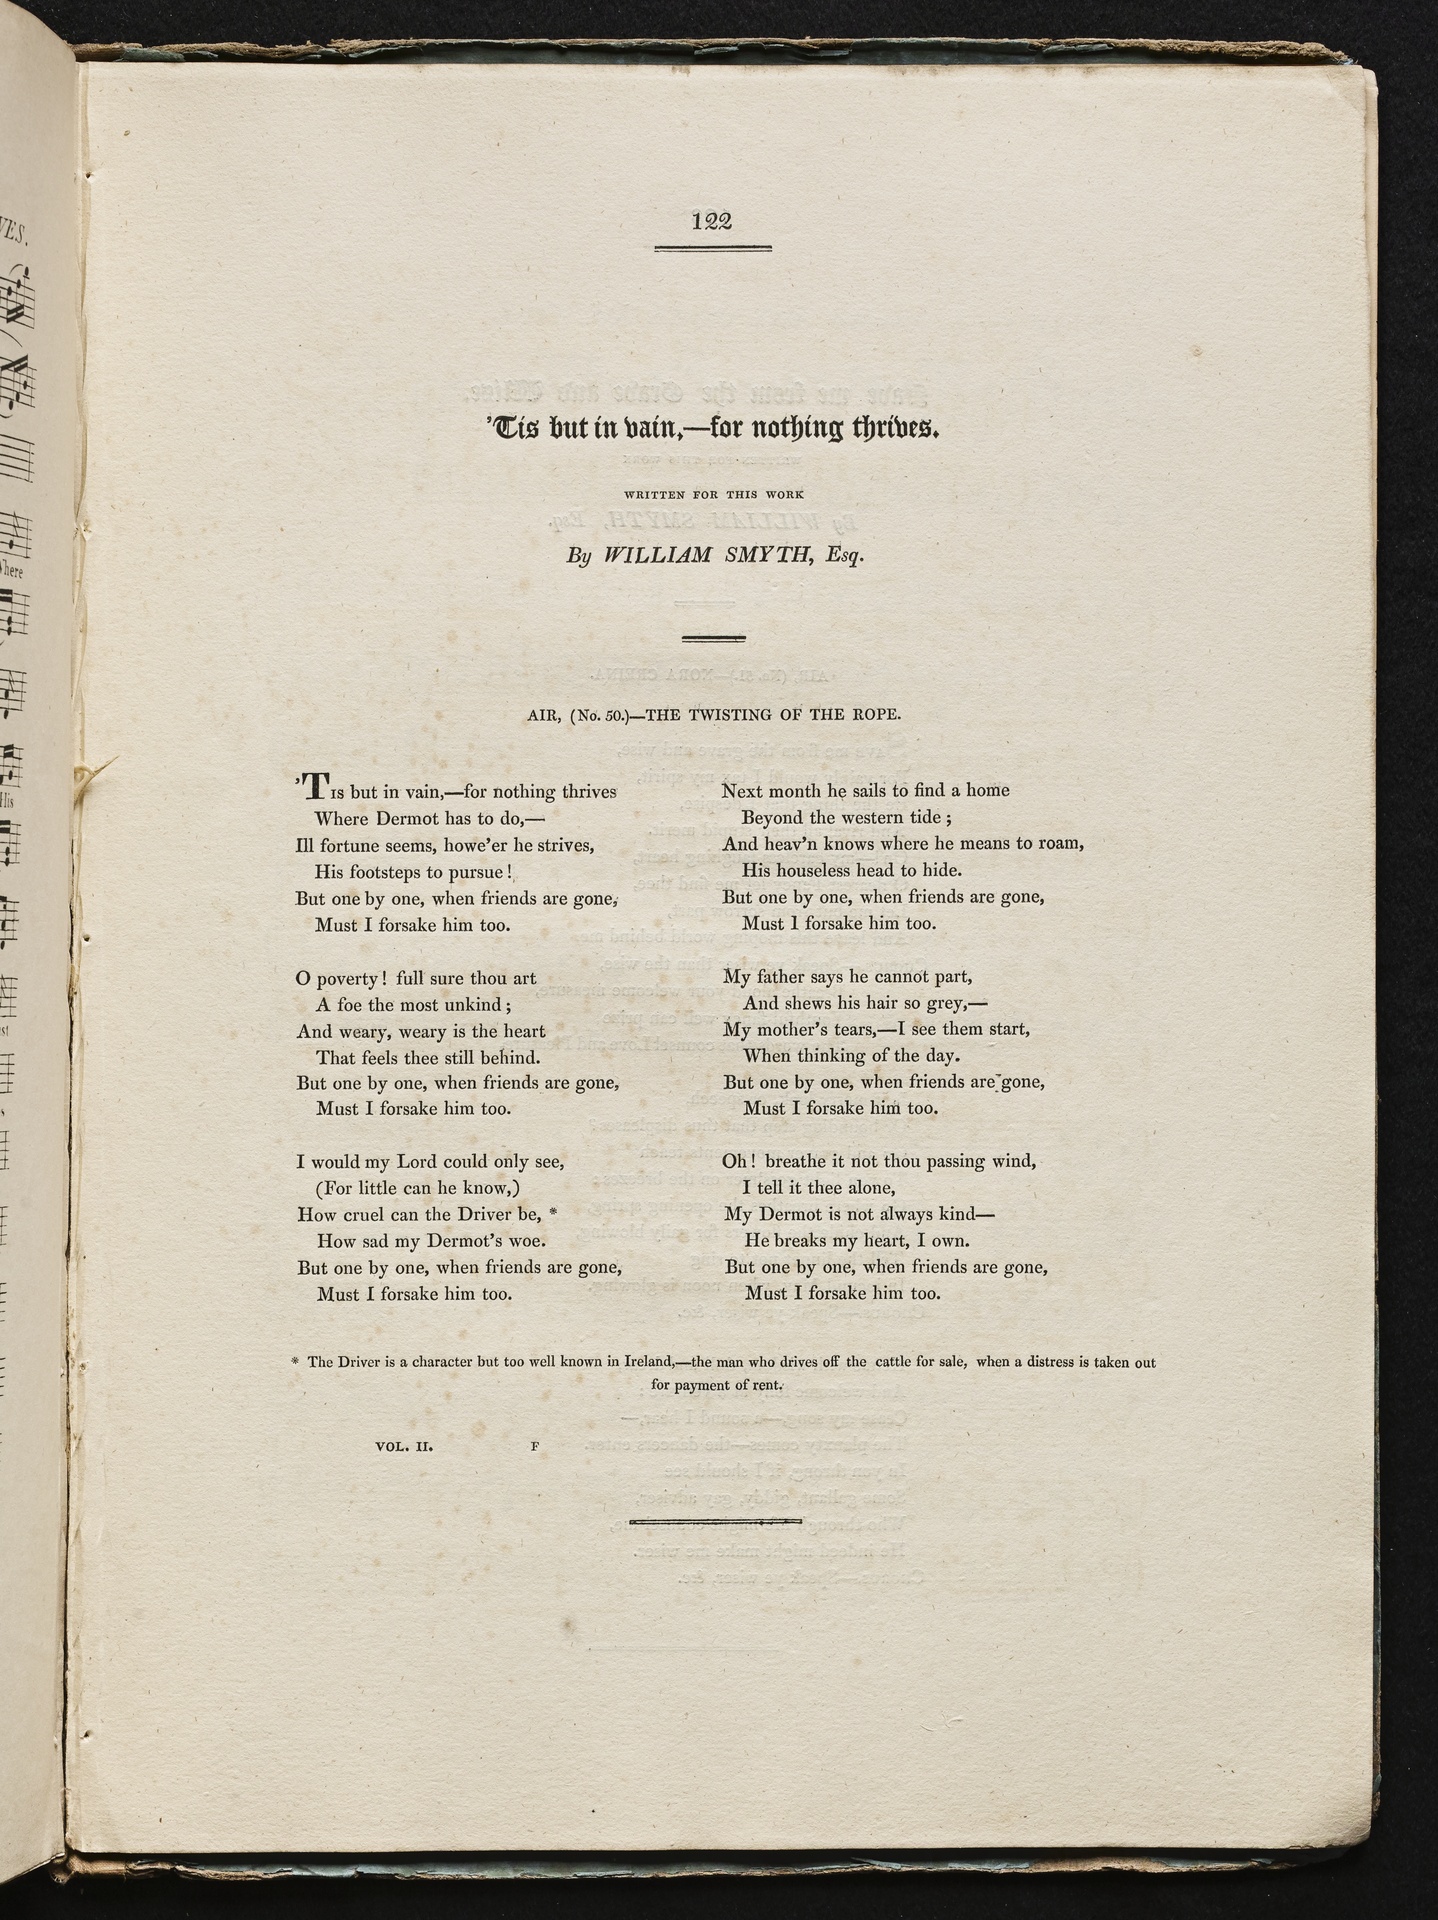 122
'Tis but in vain,—for nothing thrives.
WRITTEN FOR THIS WORK
By WILLIAM SMYTH, Esq.
AIR, (No. 50.)—THE TWISTING OF THE ROPE.
'Tis but in vain,—for nothing thrives
Where Dermot has to do,—
Ill fortune seems, howe'er he strives,
His footsteps to pursue!
But one by one, when friends are gone,
Must I forsake him too.
O poverty! full sure thou art
A foe the most unkind;
And weary, weary is the heart
That feels thee still behind.
But one by one, when friends are gone,
Must I forsake him too.
I would my Lord could only see,
(For little can he know,)
How cruel can the Driver be, *
How sad my Dermot's woe.
But one by one, when friends are gone,
Must I forsake him too.
Next month he sails to find a home
Beyond the western tide;
And heav'n knows where he means to roam,
His houseless head to hide.
But one by one, when friends are gone,
Must I forsake him too.
My father says he cannot part,
And shews his hair so grey,—
My mother's tears,—I see them start,
When thinking of the day.
But one by one, when friends are gone,
Must I forsake him too.
Oh! breathe it not thou passing wind,
I tell it thee alone,
My Dermot is not always kind—
He breaks my heart, I own.
But one by one, when friends are gone,
Must I forsake him too.
* The Driver is a character but too well known in Ireland,—the man who drives off the cattle for sale, when a distress is taken out
for payment of rent.
VOL. II. F